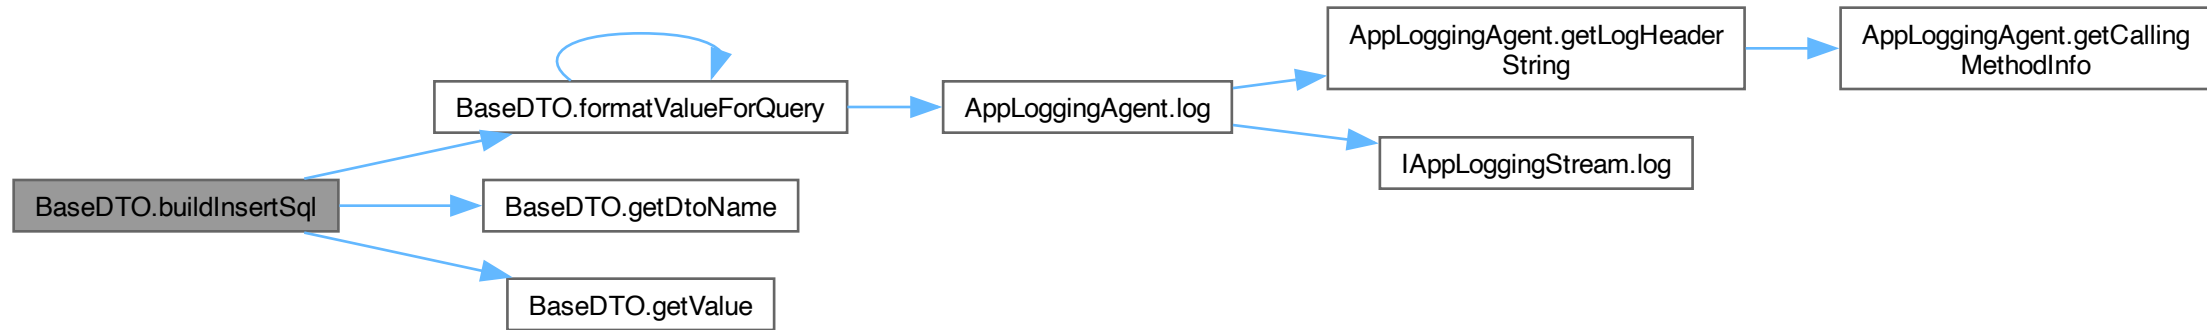 BaseDTO.buildInsertSql
BaseDTO.formatValueForQuery
BaseDTO.getDtoName
BaseDTO.getValue
AppLoggingAgent.log
AppLoggingAgent.getLogHeader
String
IAppLoggingStream.log
AppLoggingAgent.getCalling
MethodInfo